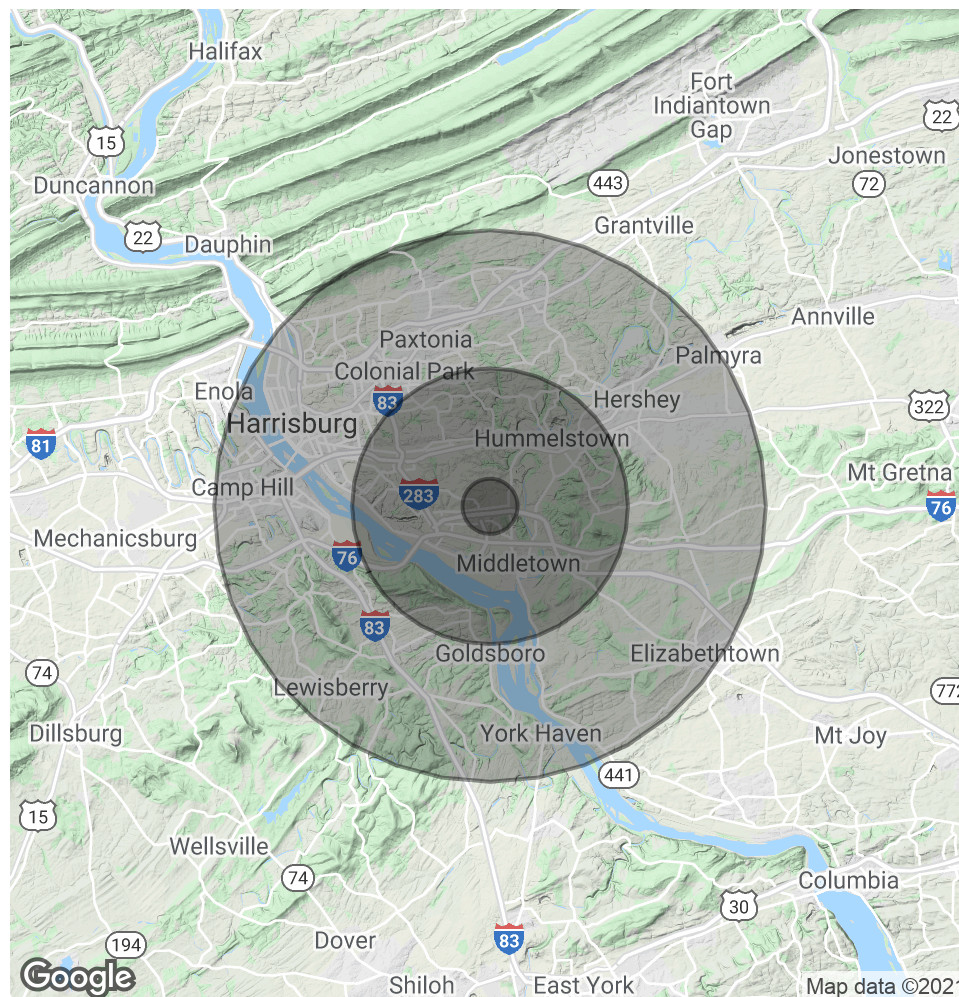 Halifax
Fort
Indiantown
Gap
22
15
Jonestown
Duncannon
443
72
Grantville
22
Dauphin
Annville
Paxtonia
Palmyra
Colonial Park
Enola
83
Hershey
322
Harrisburg
81
Hummelstown
Mt Gretna
Camp Hill
283
76
Mechanicsburg
76
Middletown
83
Goldsboro
Elizabethtown
74
Lewisberry
772
Dillsburg
York Haven
Mt Joy
441
15
Wellsville
74
Columbia
30
Dover
83
194
Google
Shiloh
East York
Map data ©2021